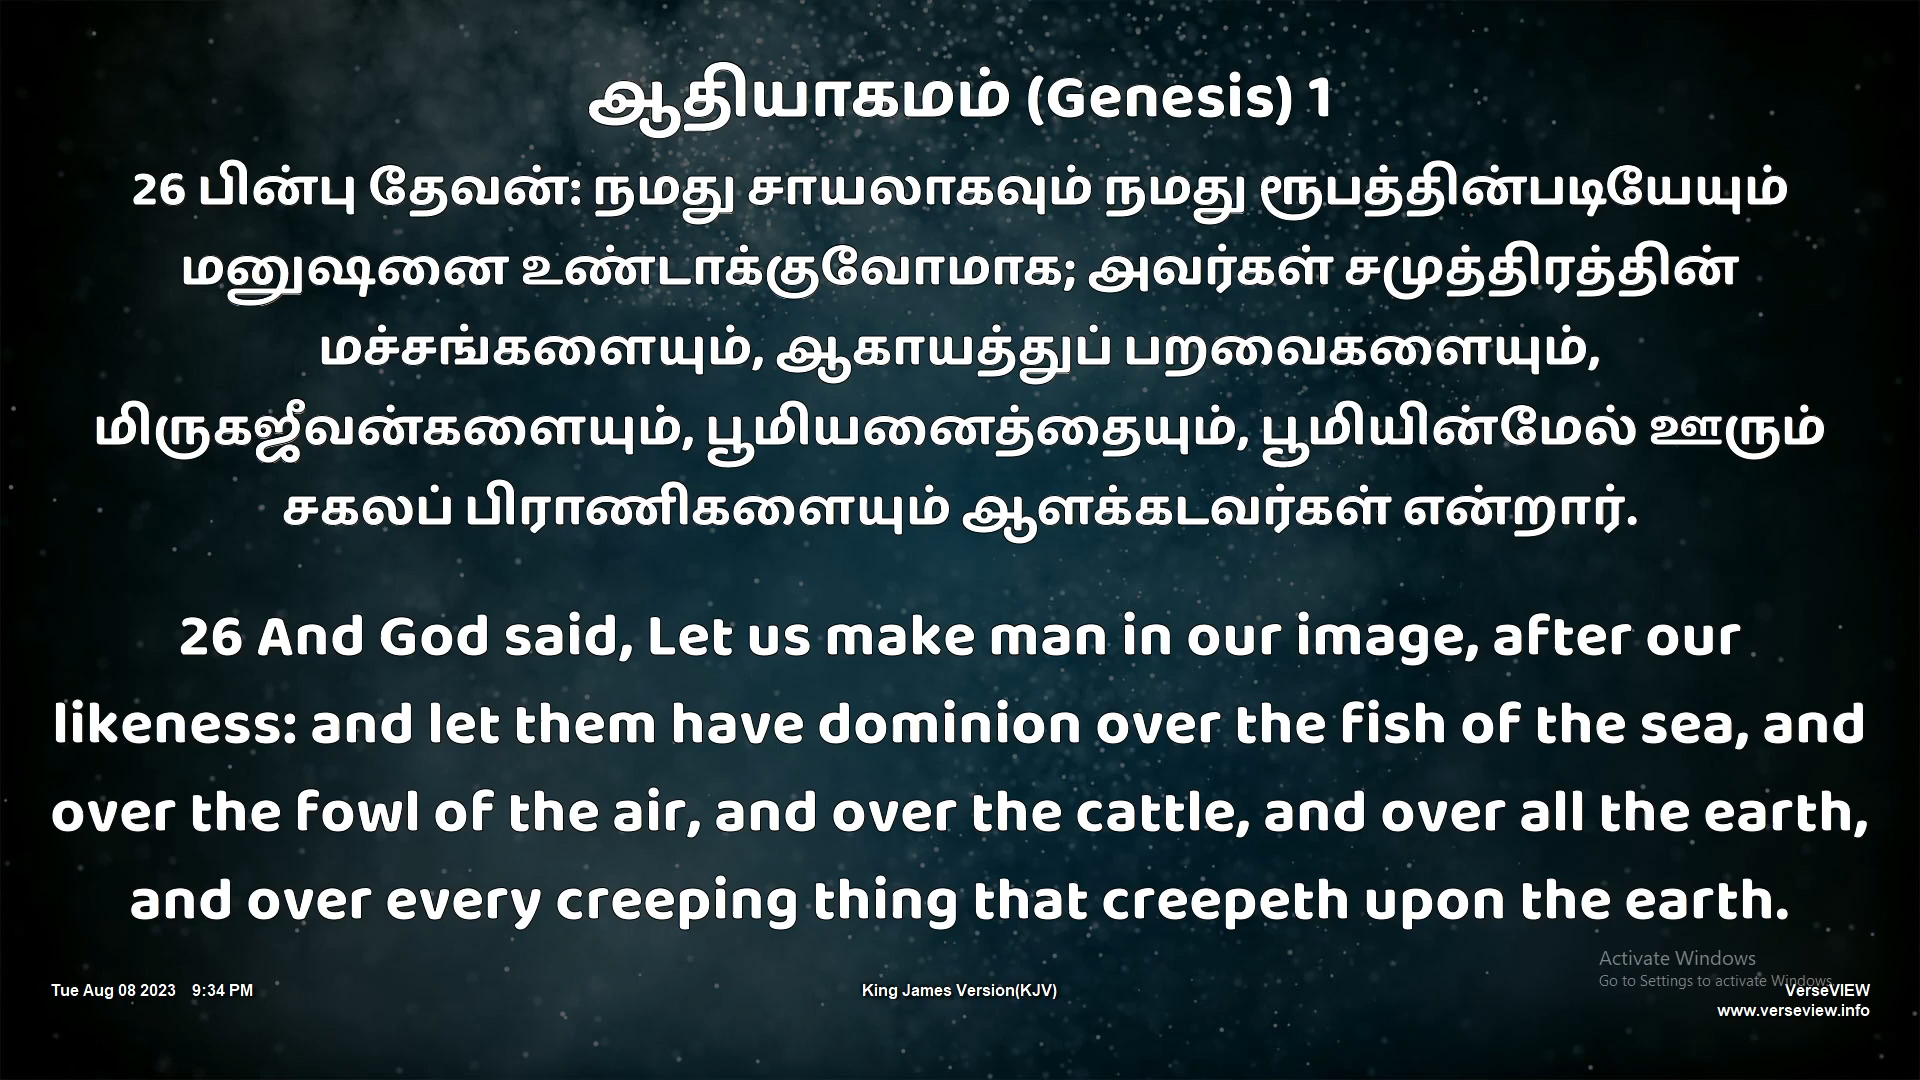 ஆதியாகமம் (Genesis) 1
26 பின்பு தேவன்: நமது சாயலாகவும் நமது ரூபத்தின்படியேயும்
மனுஷனை உண்டாக்குவோமாக; அவர்கள் சமுத்திரத்தின்
மச்சங்களையும், ஆகாயத்துப் பறவைகளையும்,
மிருகஜீவன்களையும், பூமியனைத்தையும், பூமியின்மேல் ஊரும்
சகலப் பிராணிகளையும் ஆளக்கடவர்கள் என்றார்.
26 And God said, Let us make man in our image, after our
likeness: and let them have dominion over the fish of the sea, and
over the fowl of the air, and over the cattle, and over all the earth,
and over every creeping thing that creepeth upon the earth.
Activate Windows
Go to Settings to activate Windows.
Tue Aug 08 2023 9:34 PM
King James Version(KJV)
VerseVIEW
www.verseview.info